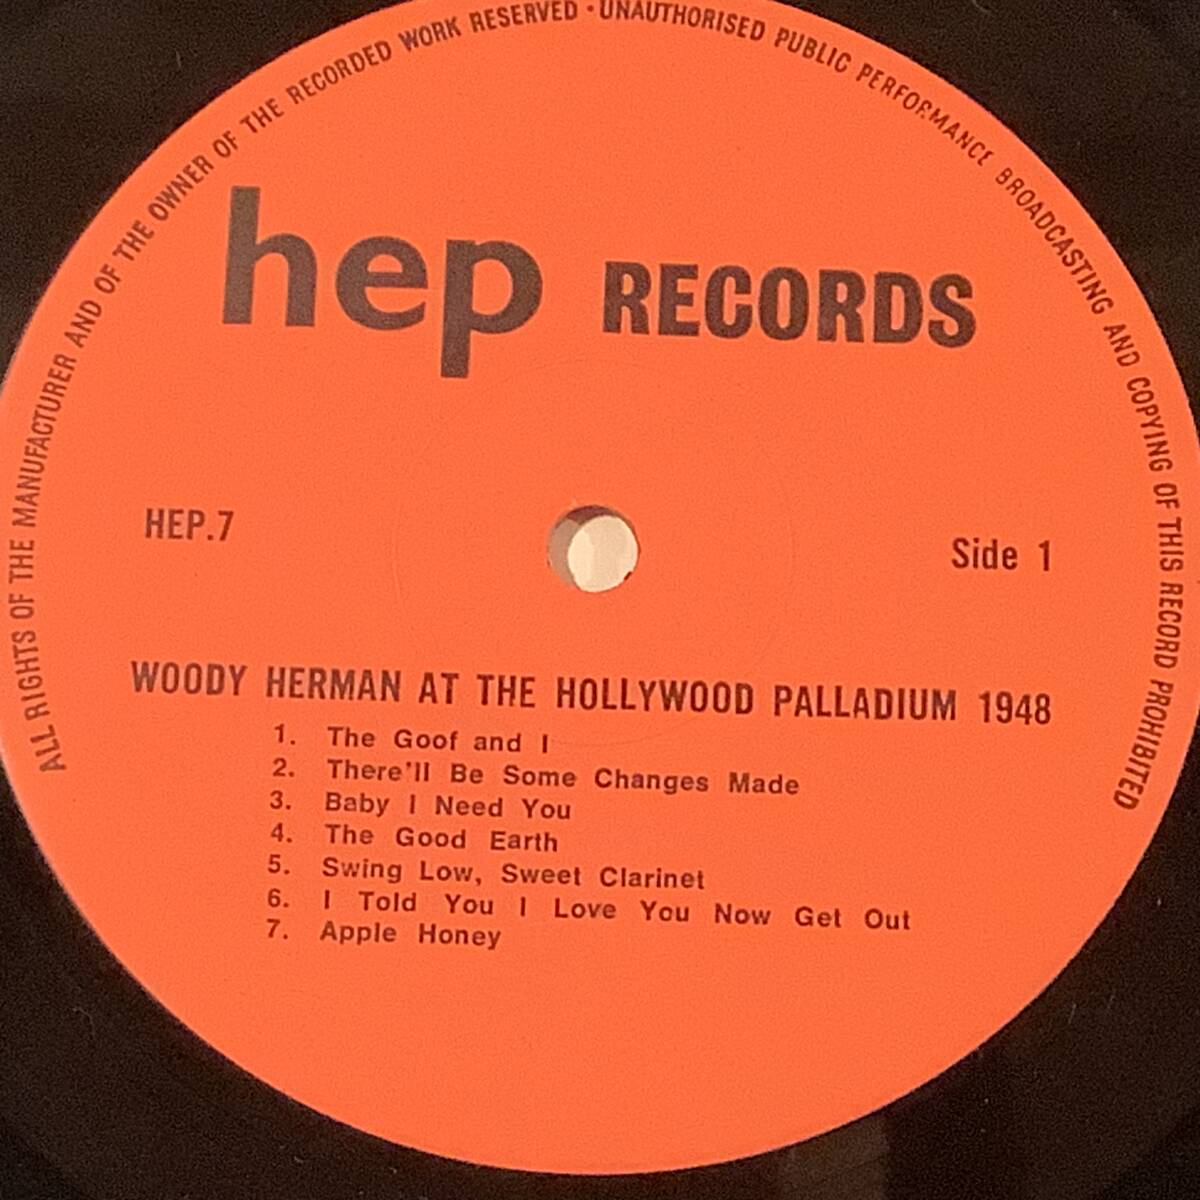 ALL RIGHTS OF THE MANUFACTURER AND OF THE OWNER OF THE RECORDED WORK RESERVED · UNAUTHORISED PUBLIC PERFORMANCE BROADCASTING AND COPYING OF THIS RECORD PROHIBITED
hep RECORDS
HEP.7
Side 1
WOODY HERMAN AT THE HOLLYWOOD PALLADIUM 1948
1. The Goof and I
2. There'll Be Some Changes Made
3. Baby I Need You
4. The Good Earth
5. Swing Low, Sweet Clarinet
6. I Told You I Love You Now Get Out
7. Apple Honey